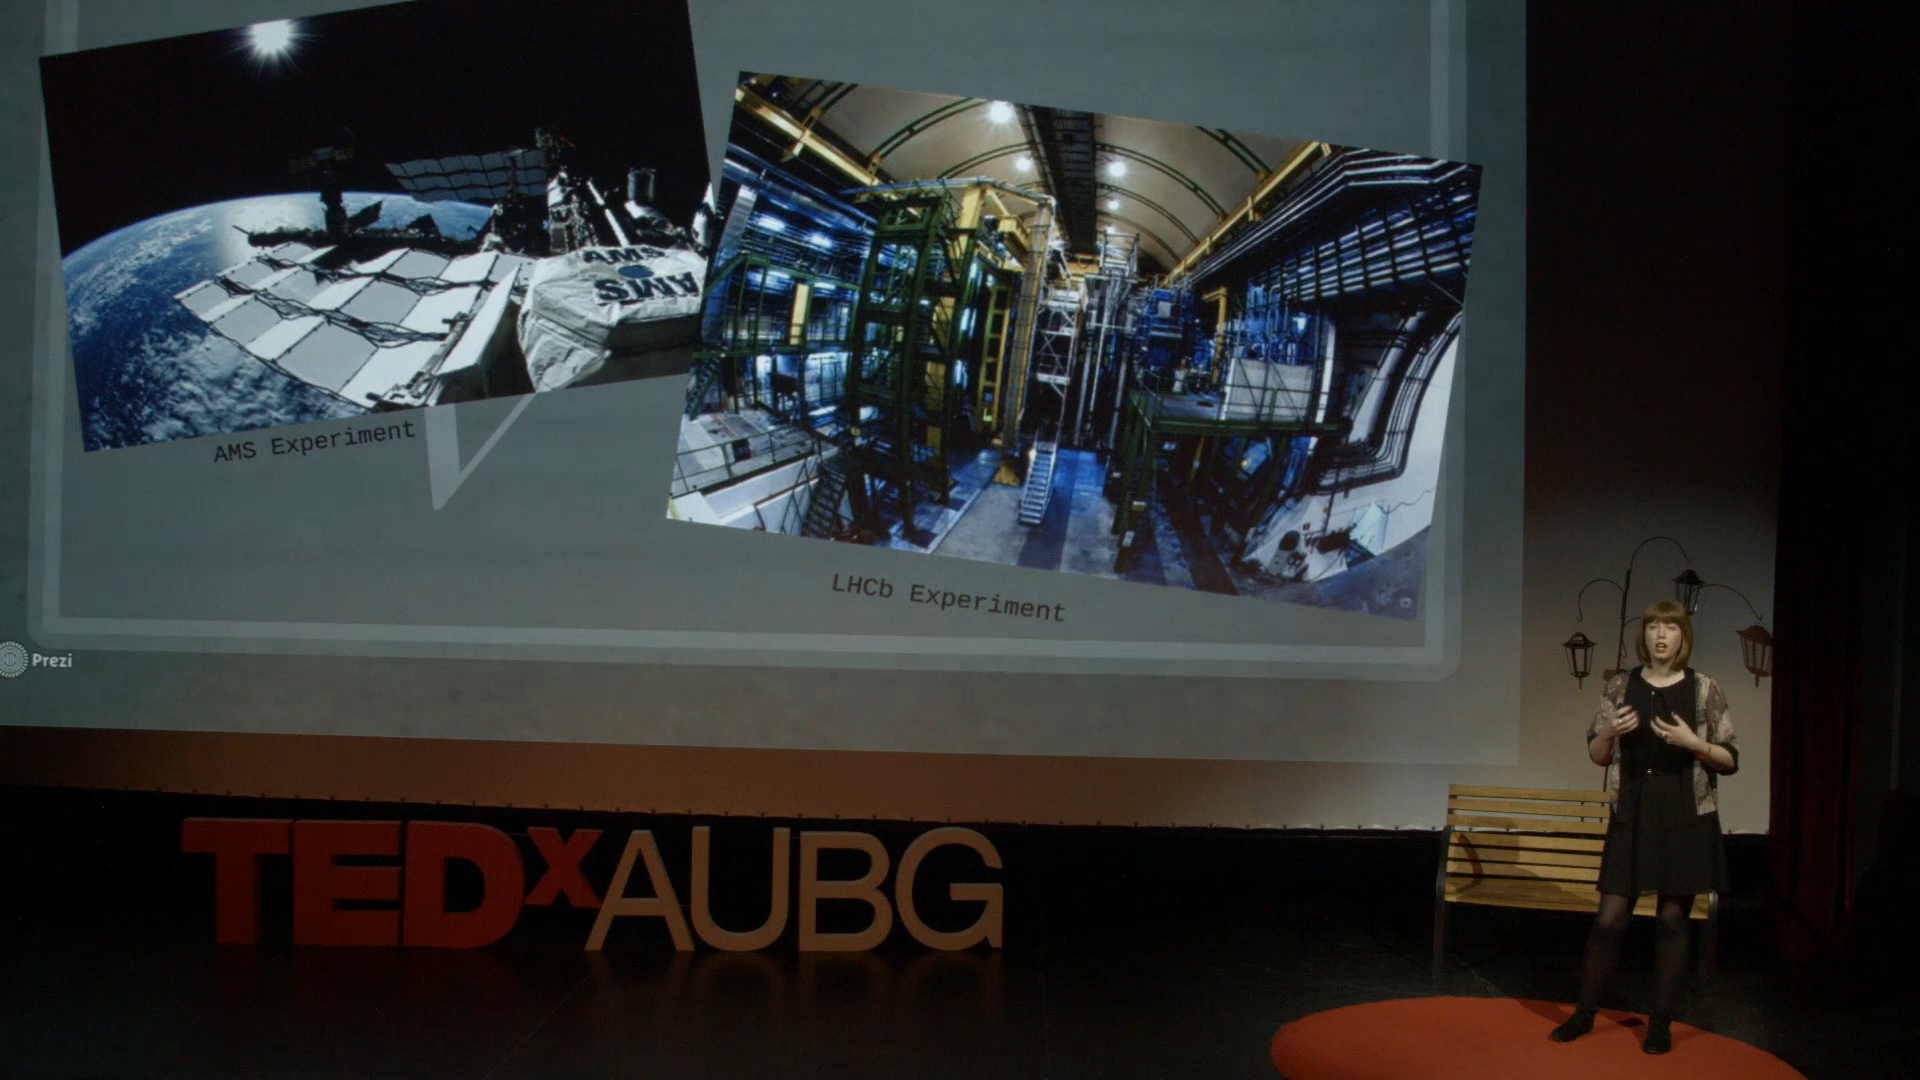 AMS
AMS
AMS Experiment
LHCb Experiment
Prezi
TEDxAUBG